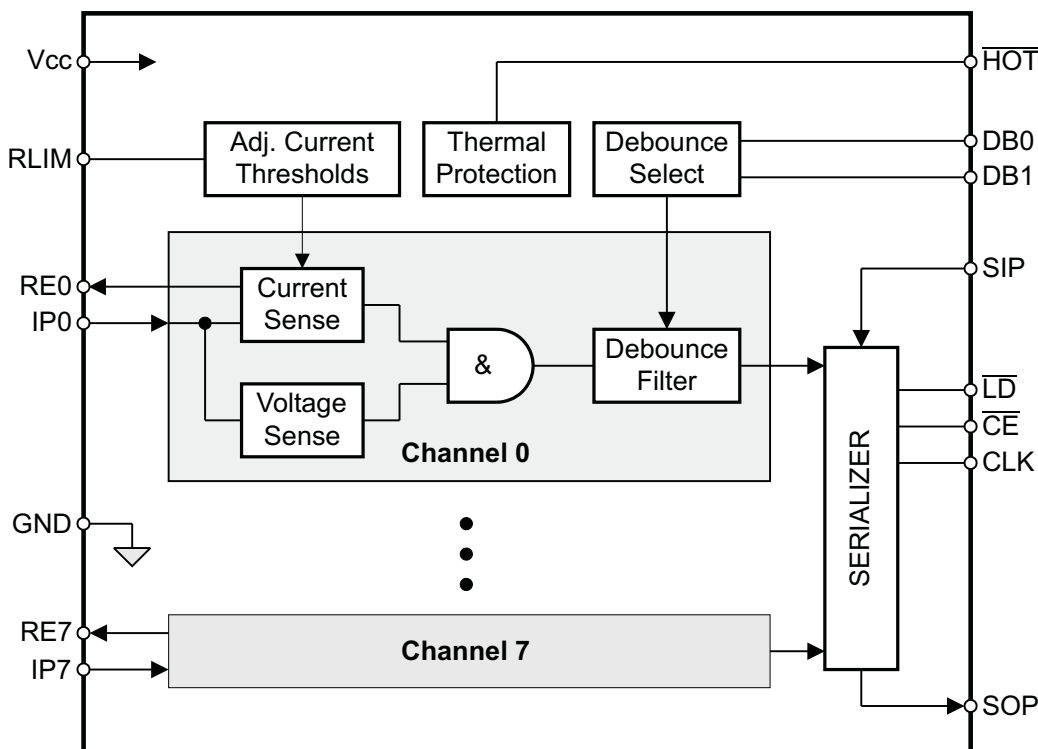 Vcc
HOT
RLIM
Adj. Current
Thresholds
Thermal
Protection
Debounce
Select
DB0
DB1
RE0
IP0
Current
Sense
SIP
&
Debounce
Filter
Voltage
Sense
LD
CE
CLK
Channel 0
SERIALIZER
GND
RE7
IP7
Channel 7
SOP